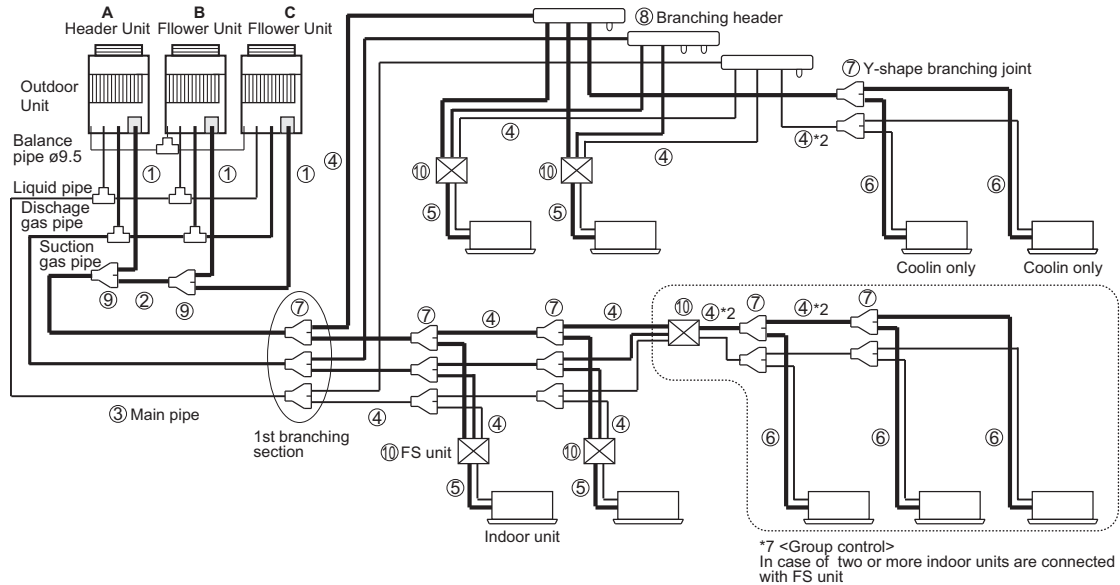 A B C
Header Unit Fllower Unit Fllower Unit
⑧ Branching header
⑦ Y-shape branching joint
Outdoor
Unit
Balance
pipe ø9.5
① ① ① ④
④ ④ ④*2
Liquid pipe
⑩ ⑩
Dischage
gas pipe
⑤ ⑤ ⑥ ⑥
Suction
gas pipe
Coolin only Coolin only
⑨ ② ⑨
⑦ ⑦ ④ ⑦ ④ ⑩ ④*2 ⑦ ④*2 ⑦
③ Main pipe
1st branching
section
④ ④ ④
⑩ FS unit ⑩
⑥ ⑥ ⑥
⑤ ⑤
Indoor unit
*7 <Group control>
In case of two or more indoor units are connected
with FS unit